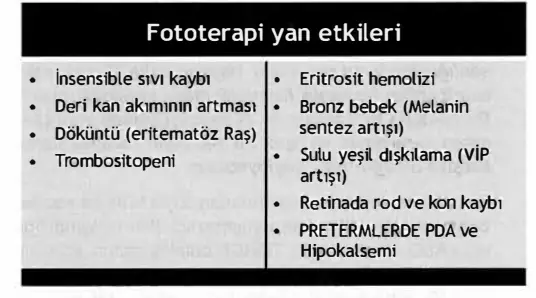 Fototerapi yan etkileri
• İnsensible sıvı kaybı
• Deri kan akımının artması
• Döküntü (eritematöz Raş)
• Trombositopeni
• Eritrosit hemolizi
• Bronz bebek (Melanin
sentez artışı)
• Sulu yeşil dışkılama (VİP
artışı)
• Retinada rod ve kon kaybı
• PRETERMLERDE PDA ve
Hipokalsemi